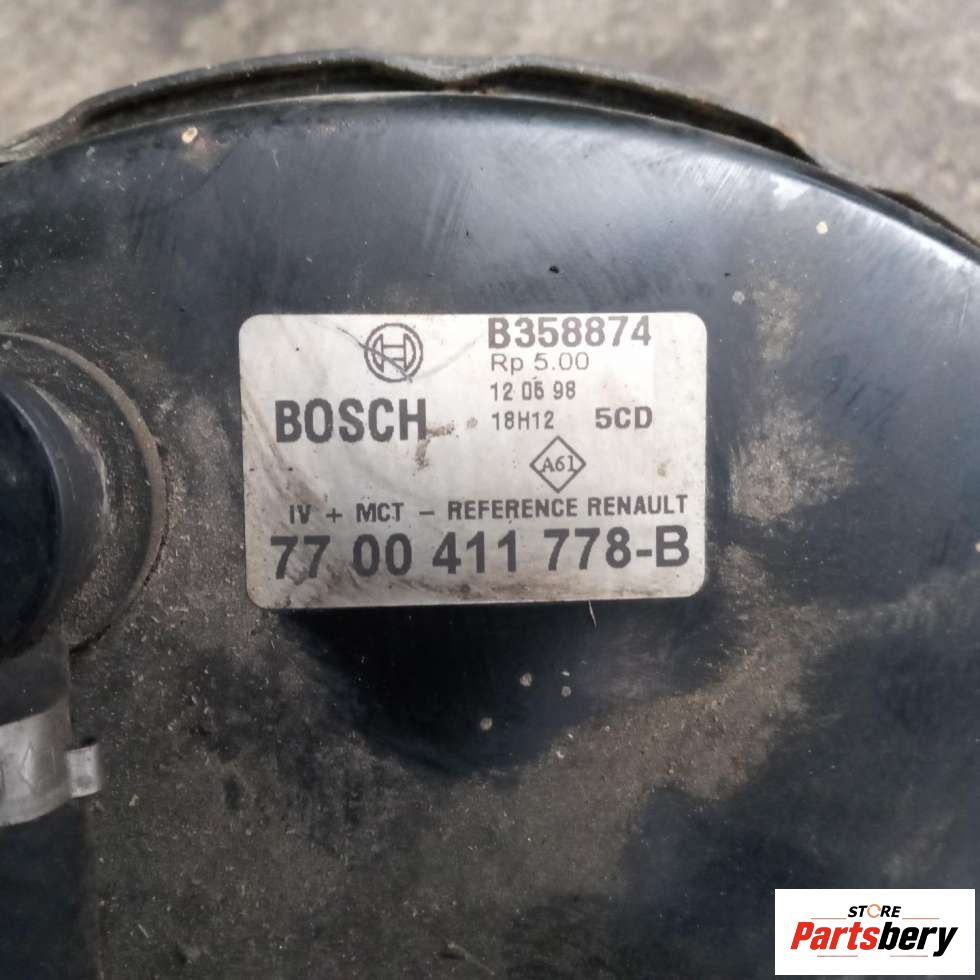 B358874
Rp 5.00
12 06 98
BOSCH
18H12 5CD
A61
IV + MCT - REFERENCE RENAULT
77 00 411 778-B
STORE
Partsbery